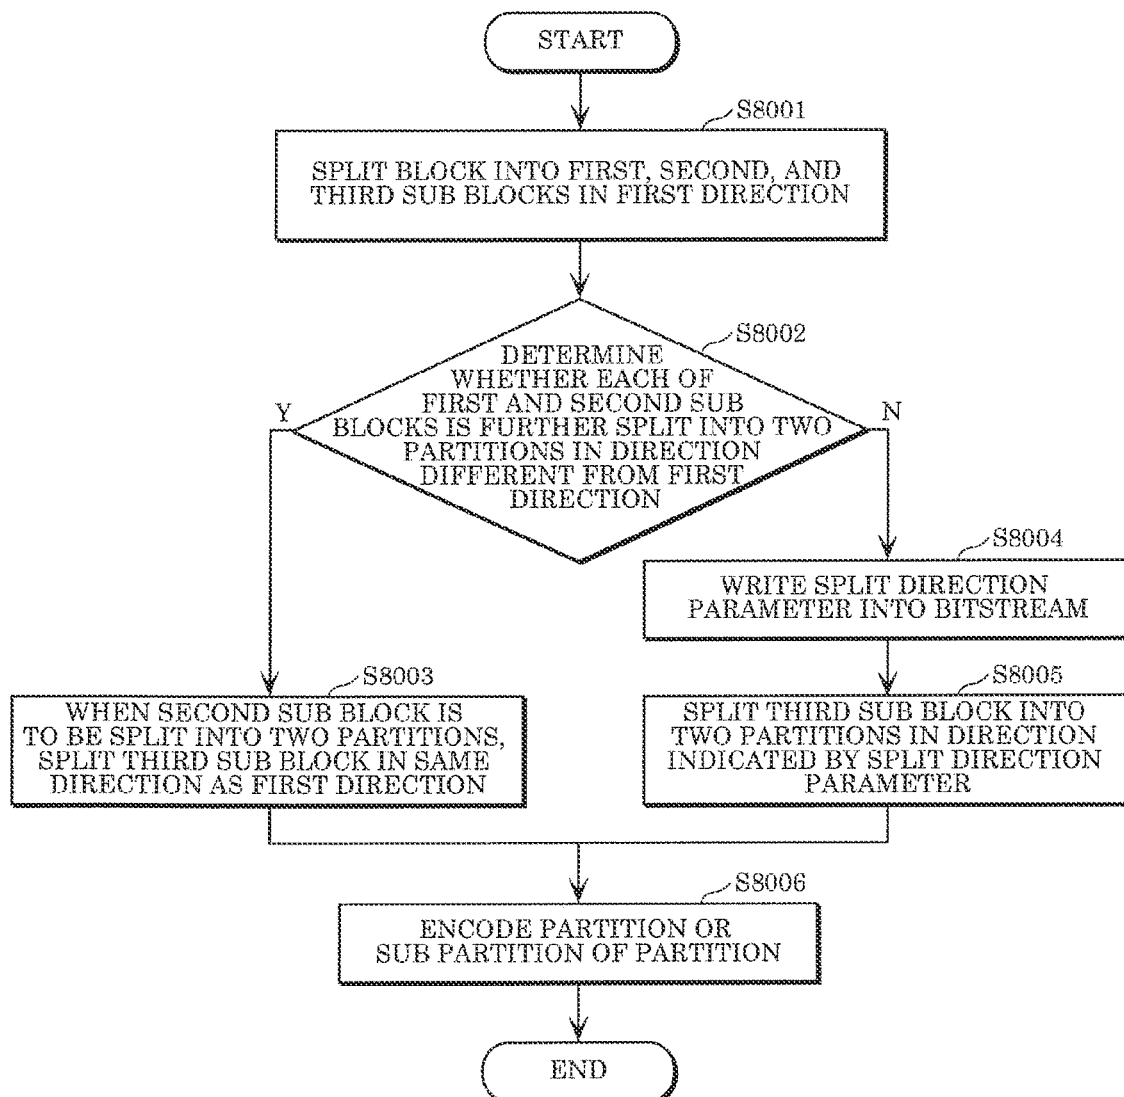 START
S8001
SPLIT BLOCK INTO FIRST, SECOND, AND
THIRD SUB BLOCKS IN FIRST DIRECTION
S8002
DETERMINE
WHETHER EACH OF
FIRST AND SECOND SUB
BLOCKS IS FURTHER SPLIT INTO TWO
PARTITIONS IN DIRECTION
DIFFERENT FROM FIRST
DIRECTION
Y
N
S8003
WHEN SECOND SUB BLOCK IS
TO BE SPLIT INTO TWO PARTITIONS,
SPLIT THIRD SUB BLOCK IN SAME
DIRECTION AS FIRST DIRECTION
S8004
WRITE SPLIT DIRECTION
PARAMETER INTO BITSTREAM
S8005
SPLIT THIRD SUB BLOCK INTO
TWO PARTITIONS IN DIRECTION
INDICATED BY SPLIT DIRECTION
PARAMETER
S8006
ENCODE PARTITION OR
SUB PARTITION OF PARTITION
END